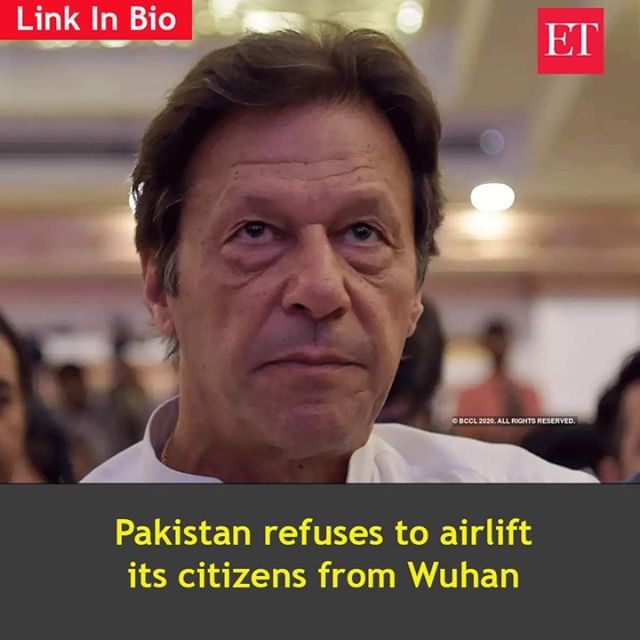 Link In Bio
ET
© BCCL 2020. ALL RIGHTS RESERVED.
Pakistan refuses to airlift
its citizens from Wuhan